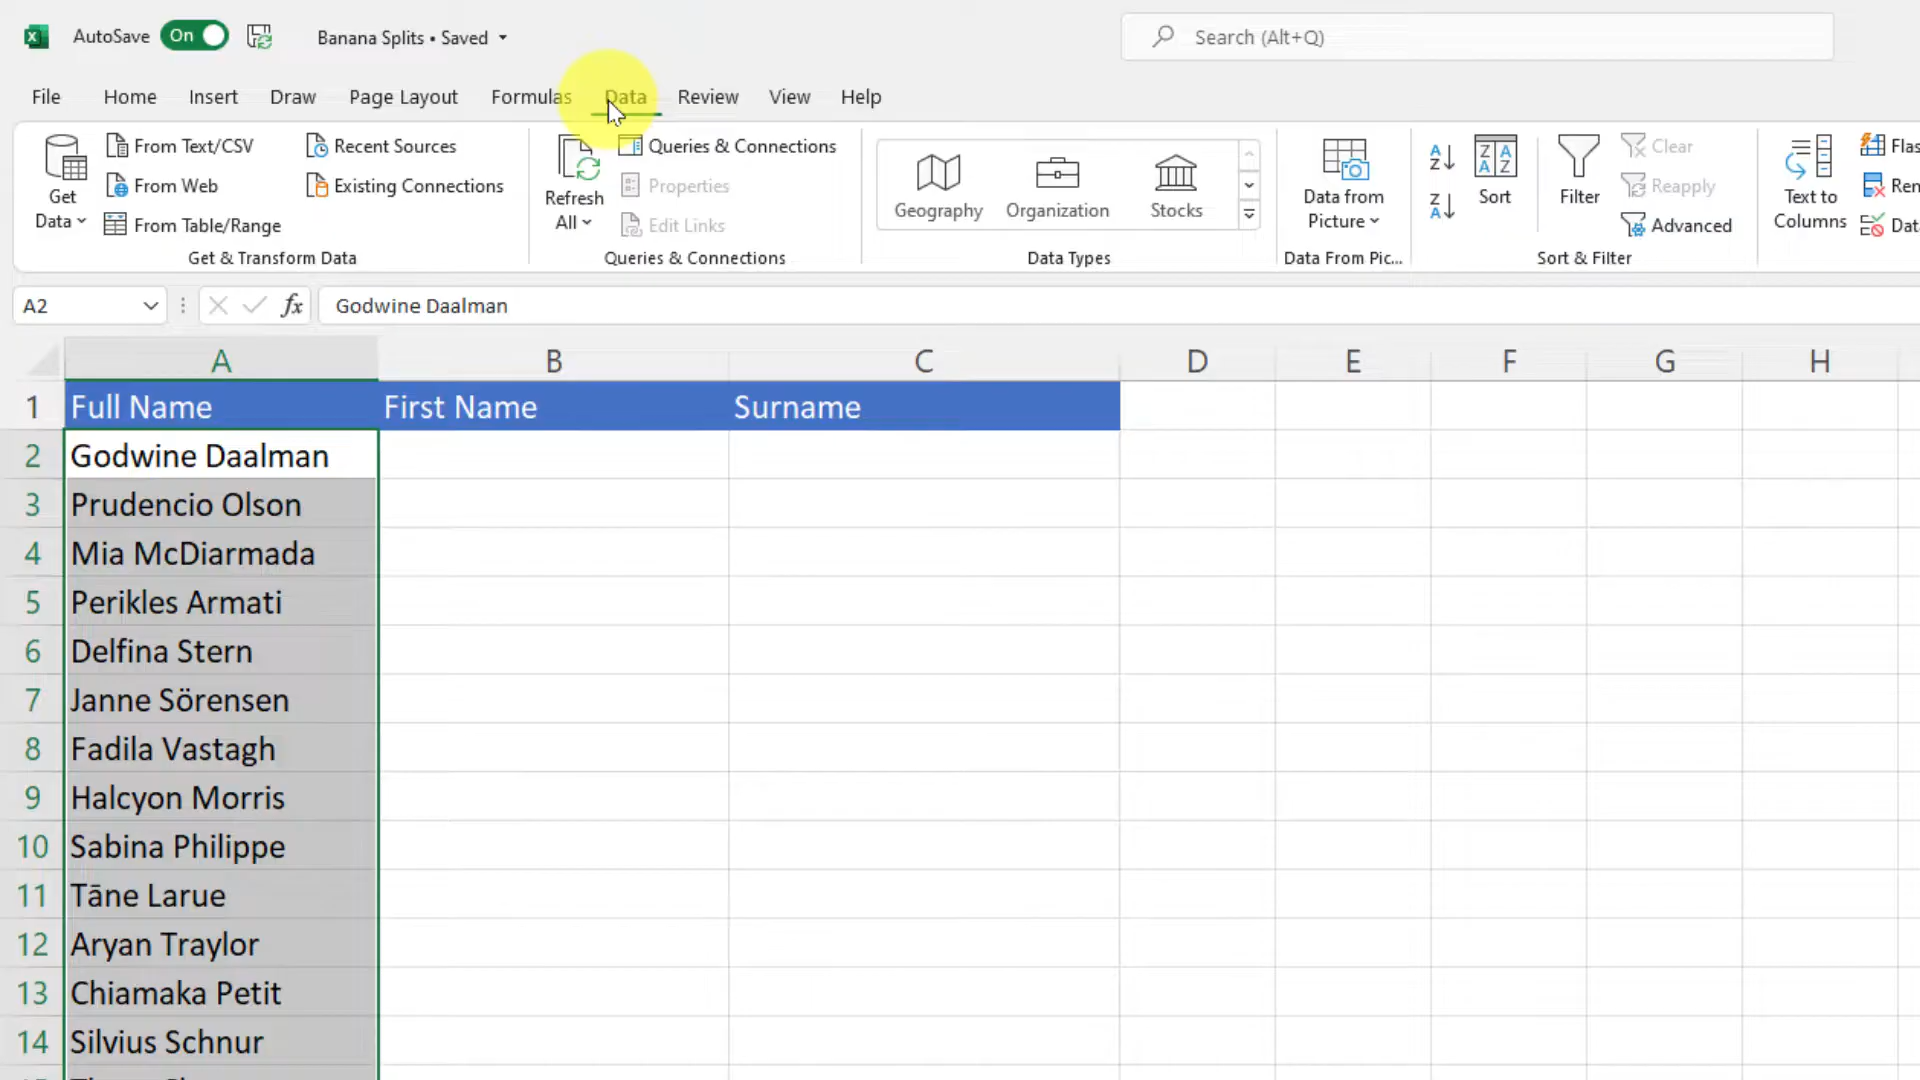 AutoSave On Banana Splits • Saved Search (Alt+Q)
File Home Insert Draw Page Layout Formulas Data Review View Help
Get Data
From Text/CSV
From Web
From Table/Range
Recent Sources
Existing Connections
Get & Transform Data
Refresh All
Queries & Connections
Properties
Edit Links
Queries & Connections
Geography Organization Stocks
Data Types
Data from Picture
Data From Pic...
Sort
Filter
Clear
Reapply
Advanced
Sort & Filter
Text to Columns
A2 fx Godwine Daalman
A B C D E F G H
1 Full Name First Name Surname
2 Godwine Daalman
3 Prudencio Olson
4 Mia McDiarmada
5 Perikles Armati
6 Delfina Stern
7 Janne Sörensen
8 Fadila Vastagh
9 Halcyon Morris
10 Sabina Philippe
11 Tāne Larue
12 Aryan Traylor
13 Chiamaka Petit
14 Silvius Schnur